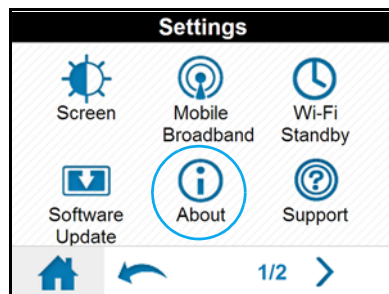 Settings
Screen
Mobile
Broadband
Wi-Fi
Standby
Software
Update
About
Support
1/2